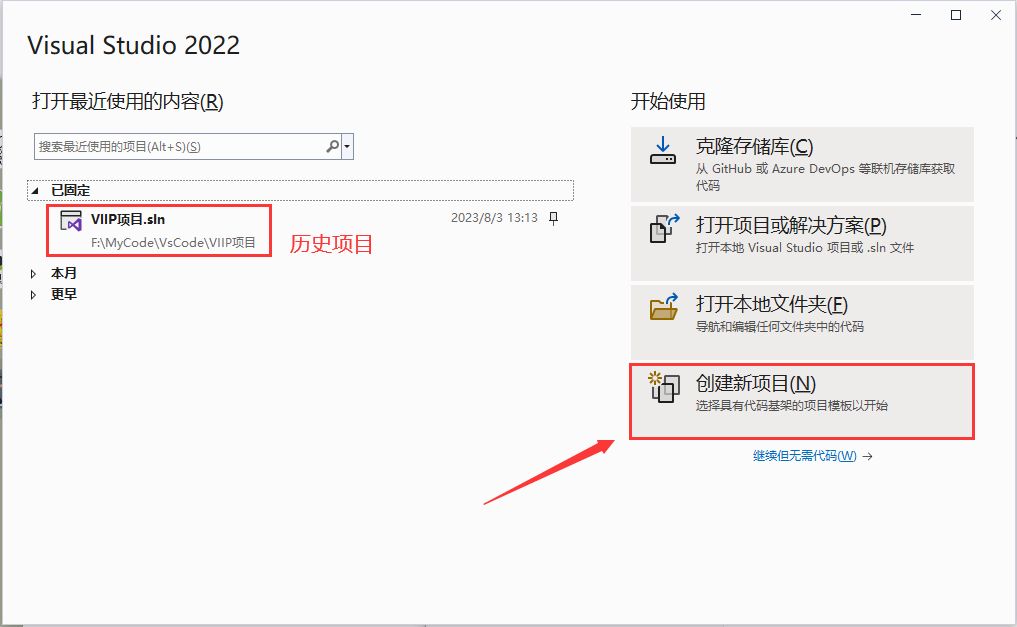 Visual Studio 2022
打开最近使用的内容(R)
搜索最近使用的项目(Alt+S)(S)
已固定
VIIP项目.sln
2023/8/3 13:13
F:\MyCode\VsCode\VIIP项目
历史项目
本月
更早
开始使用
克隆存储库(C)
从 GitHub 或 Azure DevOps 等联机存储库获取
代码
打开项目或解决方案(P)
打开本地 Visual Studio 项目或 .sln 文件
打开本地文件夹(F)
导航和编辑任何文件夹中的代码
创建新项目(N)
选择具有代码基架的项目模板以开始
继续但无需代码(W) →